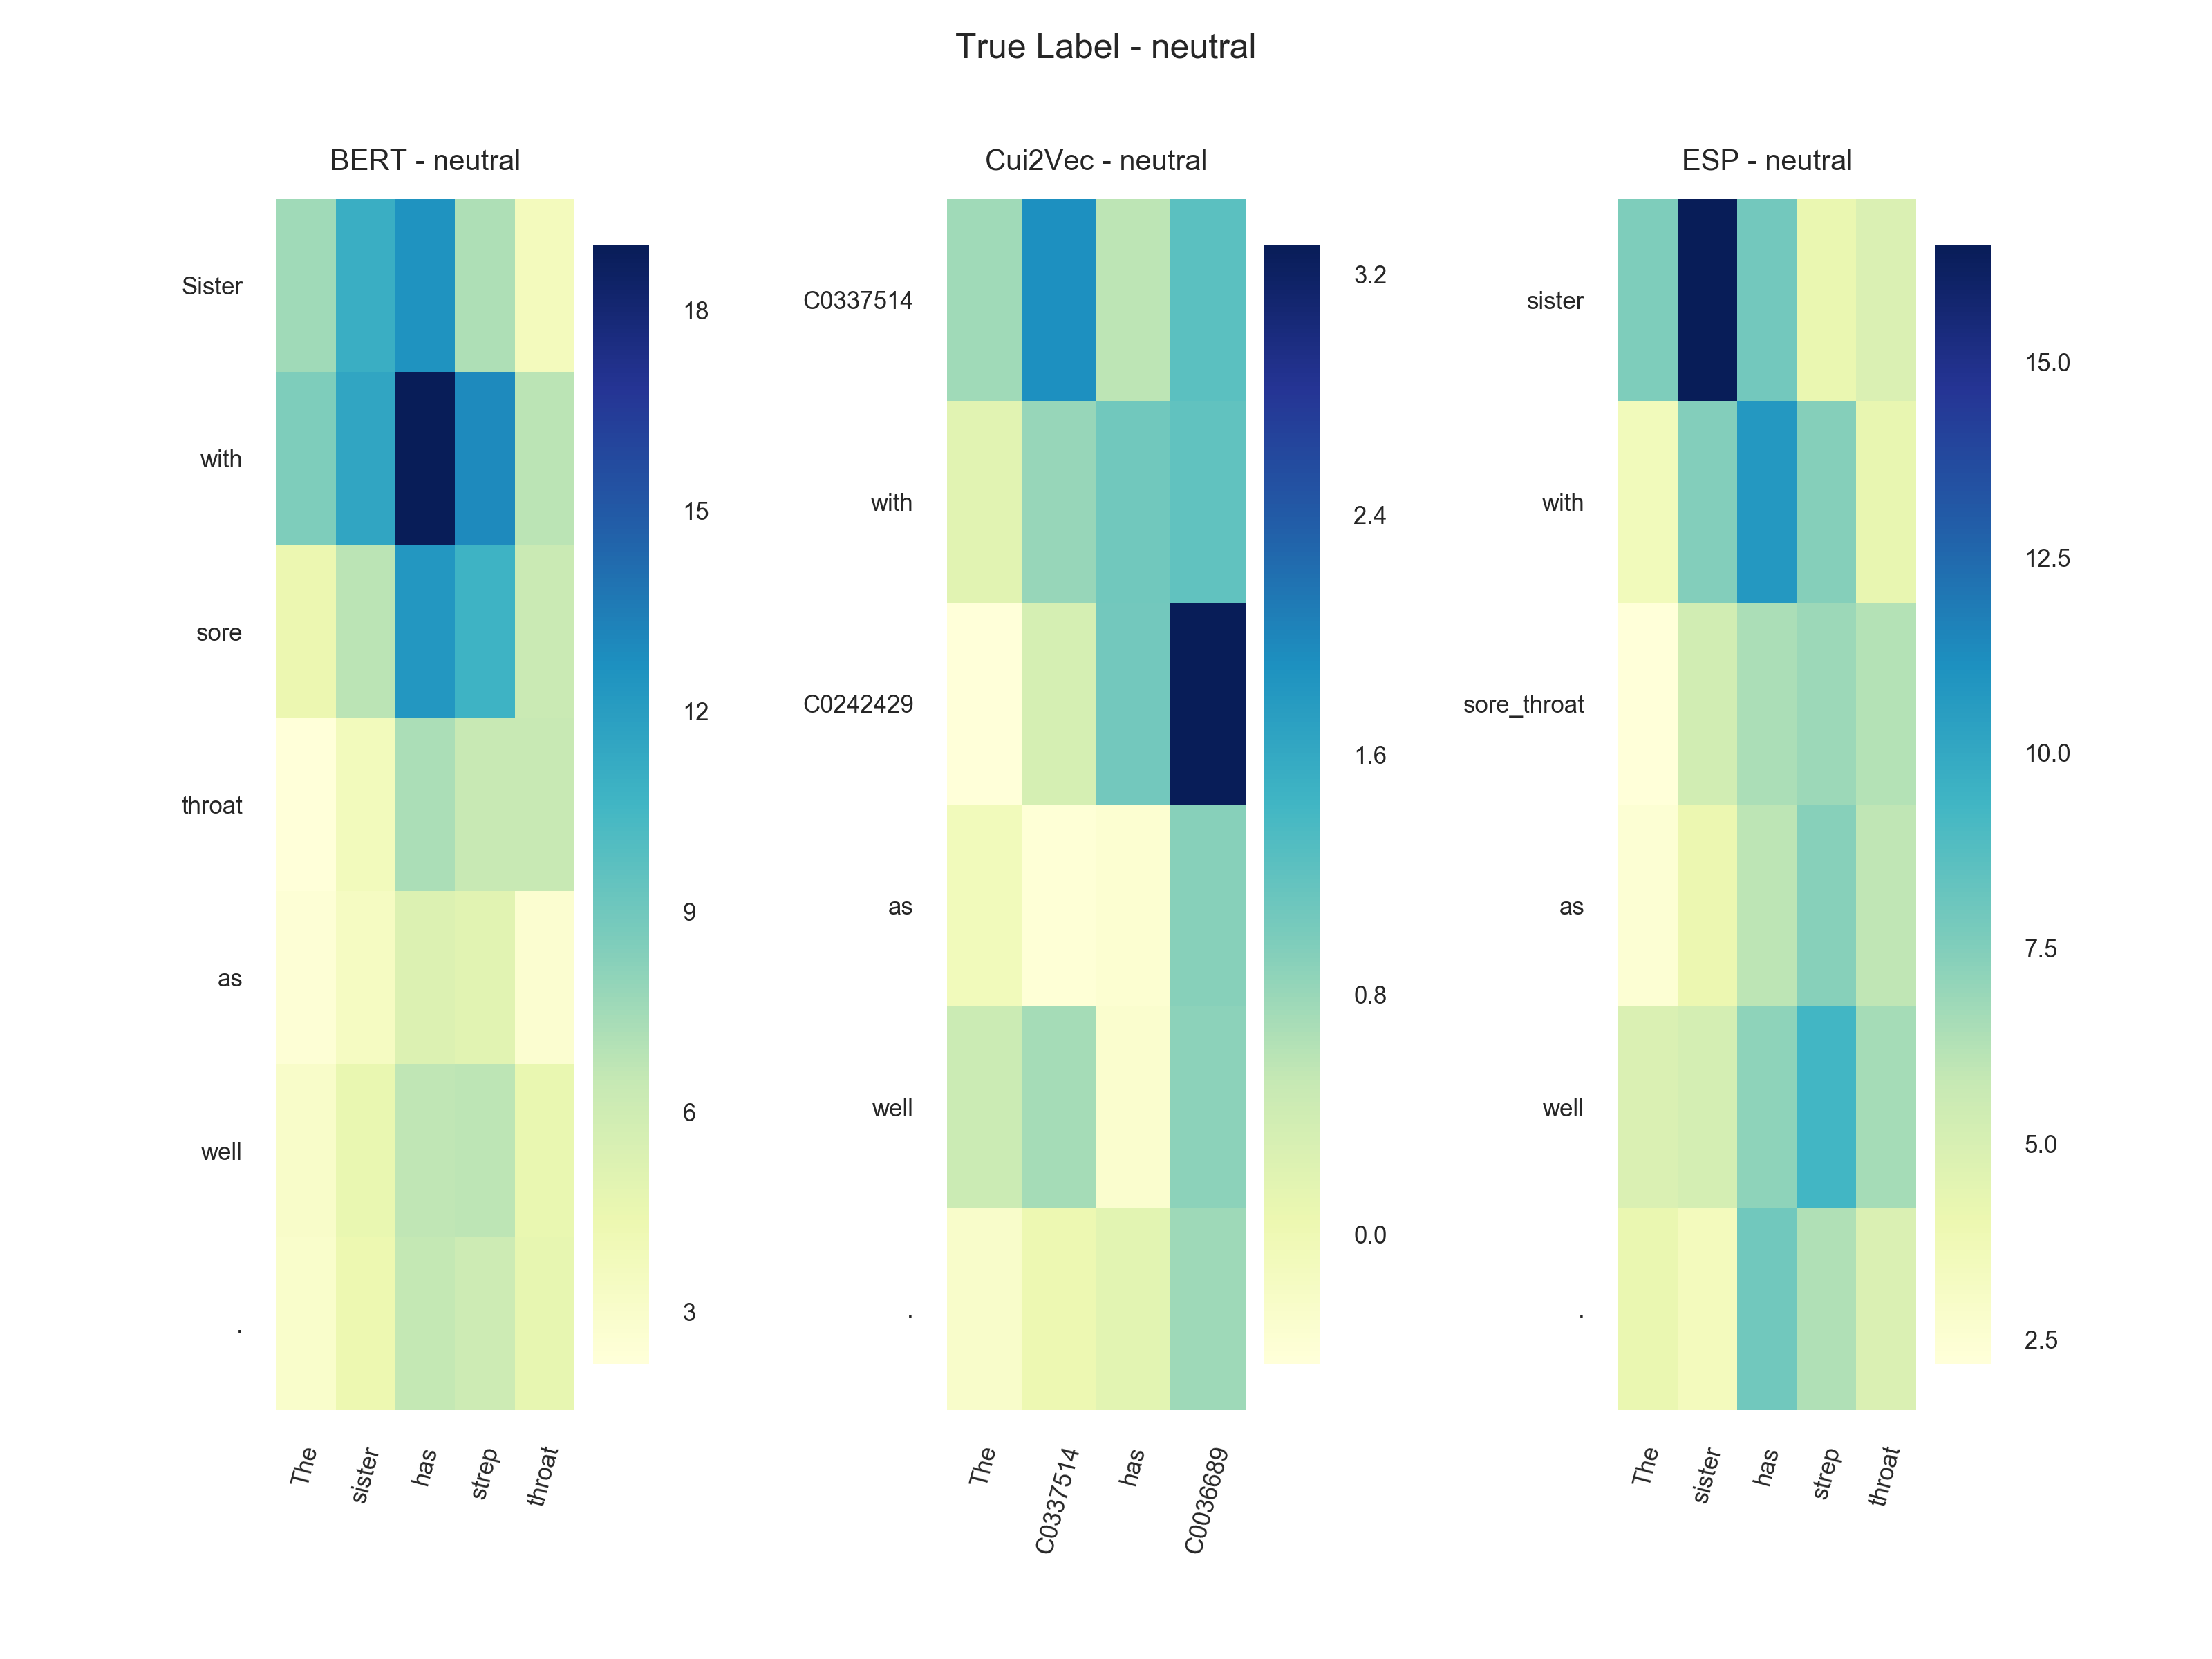 True Label - neutral
BERT - neutral
Sister
with
sore
throat
as
well
.
The
sister
has
strep
throat
18
15
12
9
6
3
Cui2Vec - neutral
C0337514
with
C0242429
as
well
.
The
C0337514
has
C0036689
3.2
2.4
1.6
0.8
0.0
ESP - neutral
sister
with
sore_throat
as
well
.
The
sister
has
strep
throat
15.0
12.5
10.0
7.5
5.0
2.5